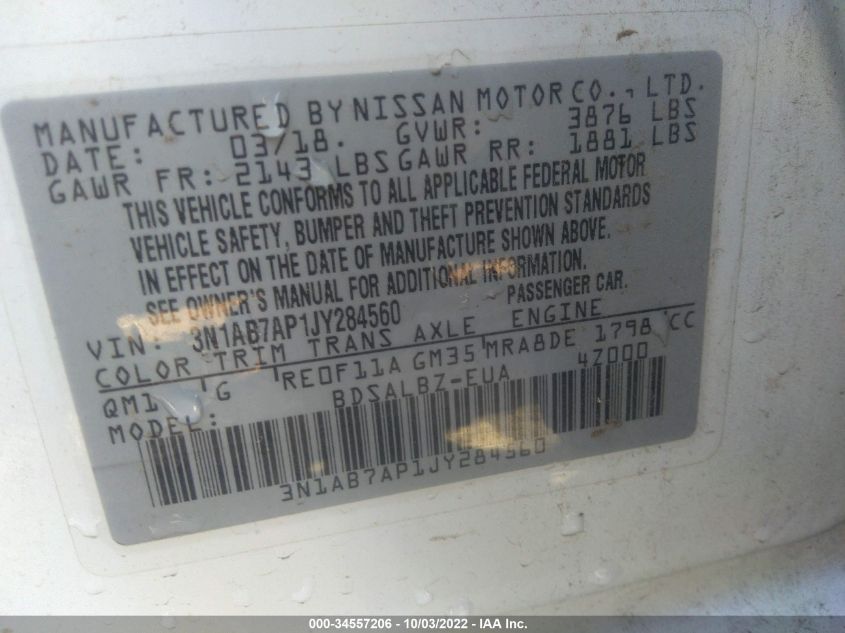 MANUFACTURED BY NISSAN MOTOR CO., LTD.
DATE: 03/18. GVWR: 3876 LBS
GAWR FR: 2143 LBS GAWR RR: 1881 LBS
THIS VEHICLE CONFORMS TO ALL APPLICABLE FEDERAL MOTOR
VEHICLE SAFETY, BUMPER AND THEFT PREVENTION STANDARDS
IN EFFECT ON THE DATE OF MANUFACTURE SHOWN ABOVE.
SEE OWNER'S MANUAL FOR ADDITIONAL INFORMATION.
VIN: 3N1AB7AP1JY284560 PASSENGER CAR.
COLOR TRIM TRANS AXLE ENGINE
QM1 G RE0F11A GM35 MRA8DE 1798 CC
MODEL: BDSALBZ-EUA 4Z000
3N1AB7AP1JY284560
000-34557206 - 10/03/2022 - IAA Inc.